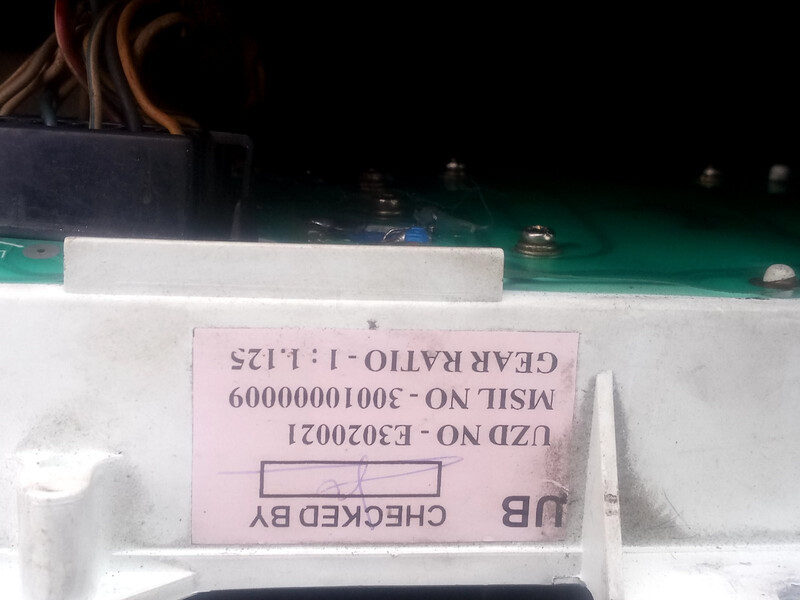 UB CHECKED BY
UZD NO - E3020021
MSIL NO - 3001000009
GEAR RATIO - 1 : 1.125